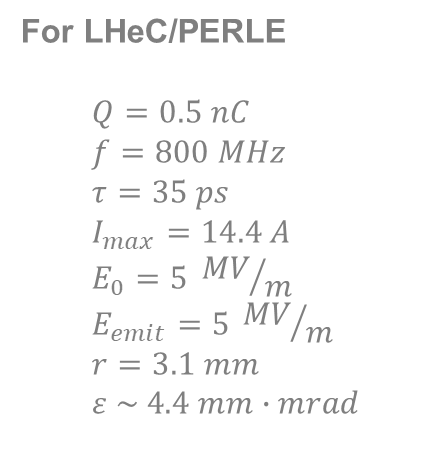 For LHeC/PERLE
Q = 0.5 nC
f = 800 MHz
τ = 35 ps
I_max = 14.4 A
E_0 = 5 MV/m
E_emit = 5 MV/m
r = 3.1 mm
ε ~ 4.4 mm · mrad